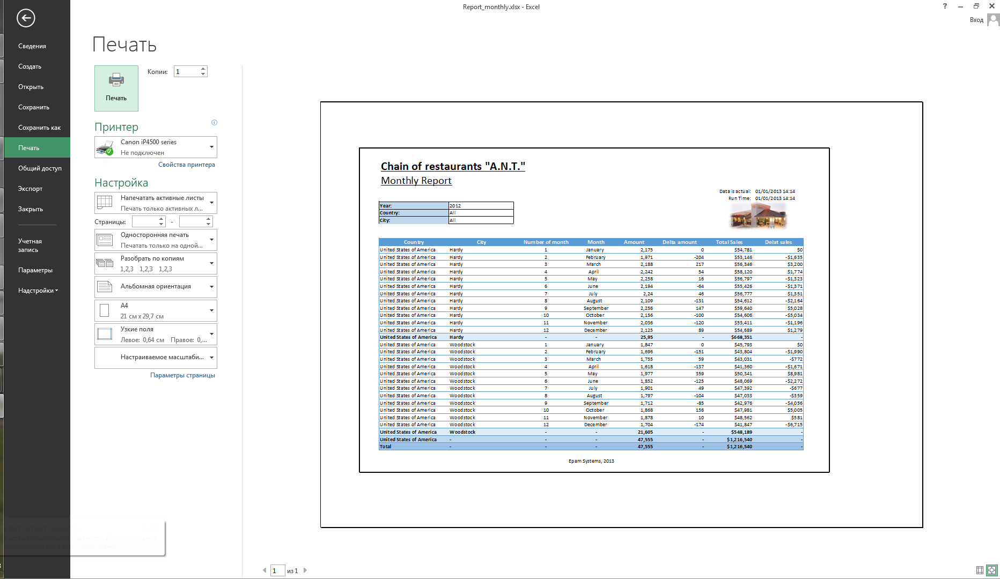 Report_monthly.xlsx - Excel
?
Вход
Сведения
Создать
Открыть
Сохранить
Сохранить как
Печать
Общий доступ
Экспорт
Закрыть
Учетная
запись
Параметры
Надстройки
Печать
Печать
Копии: 1
Принтер
Canon iP4500 series
Не подключен
Свойства принтера
Настройка
Напечатать активные листы
Печать только активных л...
Страницы: -
Односторонняя печать
Печатать только на одной...
Разобрать по копиям
1,2,3 1,2,3 1,2,3
Альбомная ориентация
A4
21 см x 29,7 см
Узкие поля
Левое: 0,64 см Правое: 0,...
Настраиваемое масштаби...
Параметры страницы
Chain of restaurants "A.N.T."
Monthly Report
Data is actual: 01/01/2013 14:14
Run Time: 01/01/2013 14:14
Year: 2012
Country: All
City: All
Country City Number of month Month Amount Delta amount Total Sales Delat sales
United States of America Hardy 1 January 2,175 0 $54,781 $0
United States of America Hardy 2 February 1,971 -204 $53,146 -$1,635
United States of America Hardy 3 March 2,188 217 $56,346 $3,200
United States of America Hardy 4 April 2,242 54 $58,120 $1,774
United States of America Hardy 5 May 2,258 16 $56,797 -$1,323
United States of America Hardy 6 June 2,194 -64 $55,426 -$1,371
United States of America Hardy 7 July 2,24 46 $56,777 $1,351
United States of America Hardy 8 August 2,109 -131 $54,612 -$2,164
United States of America Hardy 9 September 2,256 147 $59,640 $5,028
United States of America Hardy 10 October 2,156 -100 $54,606 -$5,034
United States of America Hardy 11 November 2,036 -120 $53,411 -$1,196
United States of America Hardy 12 December 2,125 89 $54,689 $1,279
United States of America Hardy - - 25,95 - $668,351 -
United States of America Woodstock 1 January 1,847 0 $45,793 $0
United States of America Woodstock 2 February 1,696 -151 $43,804 -$1,990
United States of America Woodstock 3 March 1,755 59 $43,031 -$772
United States of America Woodstock 4 April 1,618 -137 $41,360 -$1,671
United States of America Woodstock 5 May 1,977 359 $50,341 $8,981
United States of America Woodstock 6 June 1,852 -125 $48,069 -$2,272
United States of America Woodstock 7 July 1,901 49 $47,392 -$677
United States of America Woodstock 8 August 1,797 -104 $47,033 -$359
United States of America Woodstock 9 September 1,712 -85 $42,976 -$4,056
United States of America Woodstock 10 October 1,868 156 $47,981 $5,005
United States of America Woodstock 11 November 1,878 10 $48,562 $581
United States of America Woodstock 12 December 1,704 -174 $41,847 -$6,715
United States of America Woodstock - - 21,605 - $548,189 -
United States of America - - - 47,555 - $1,216,540 -
Total - - - 47,555 - $1,216,540 -
Epam Systems, 2013
1 из 1